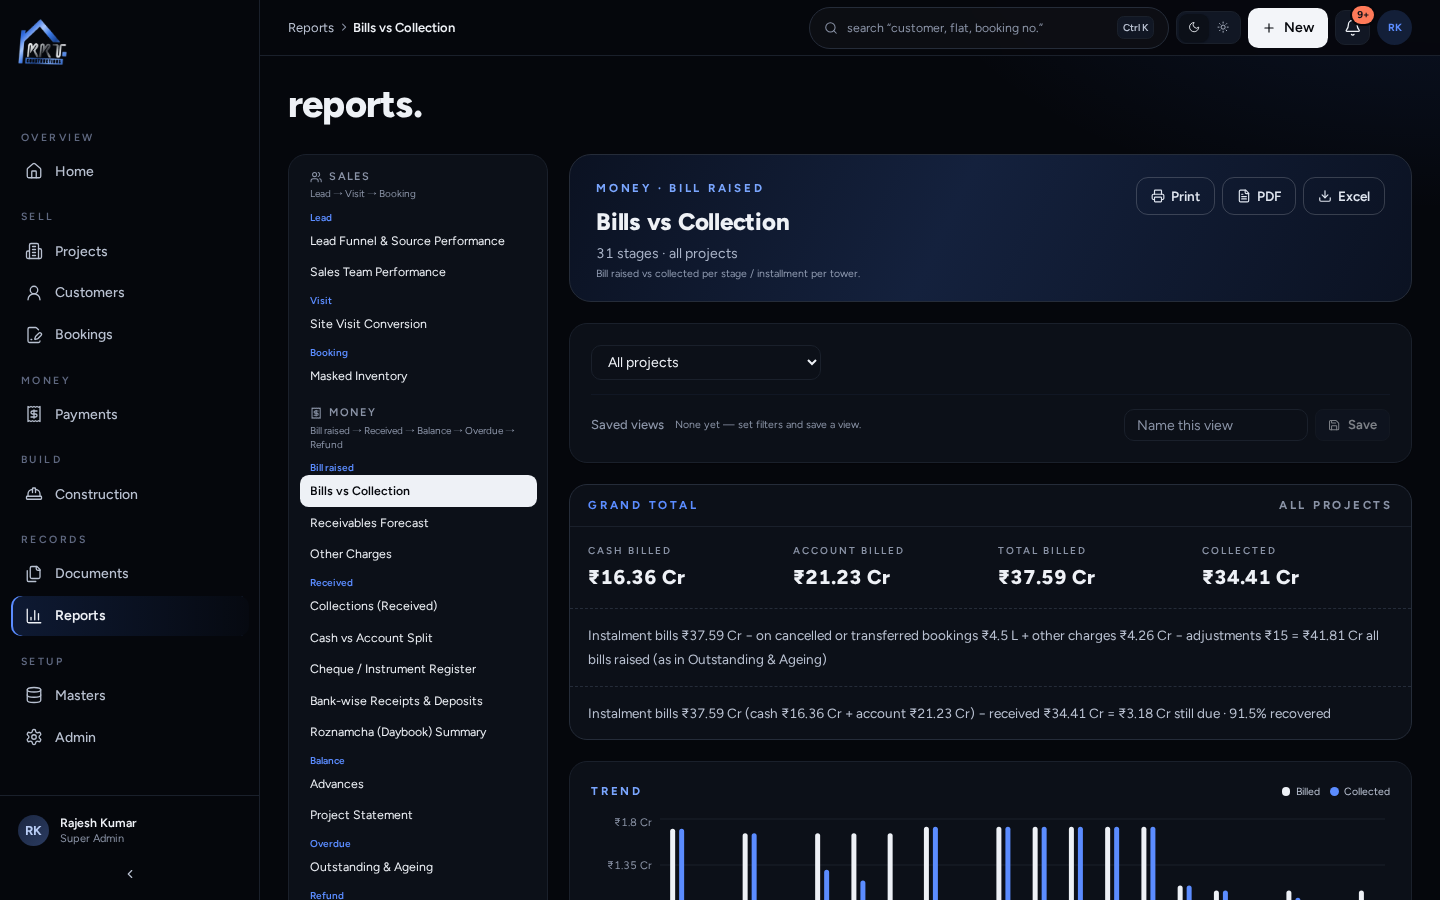 Reports > Bills vs Collection
search “customer, flat, booking no.”
Ctrl K
+ New
9+
RK
OVERVIEW
Home
SELL
Projects
Customers
Bookings
MONEY
Payments
BUILD
Construction
RECORDS
Documents
Reports
SETUP
Masters
Admin
RK
Rajesh Kumar
Super Admin
reports.
SALES
Lead → Visit → Booking
Lead
Lead Funnel & Source Performance
Sales Team Performance
Visit
Site Visit Conversion
Booking
Masked Inventory
MONEY
Bill raised → Received → Balance → Overdue →
Refund
Bill raised
Bills vs Collection
Receivables Forecast
Other Charges
Received
Collections (Received)
Cash vs Account Split
Cheque / Instrument Register
Bank-wise Receipts & Deposits
Roznamcha (Daybook) Summary
Balance
Advances
Project Statement
Overdue
Outstanding & Ageing
Refund
MONEY · BILL RAISED
Bills vs Collection
31 stages · all projects
Bill raised vs collected per stage / installment per tower.
Print
PDF
Excel
All projects
Saved views None yet — set filters and save a view.
Name this view
Save
GRAND TOTAL
ALL PROJECTS
CASH BILLED
₹16.36 Cr
ACCOUNT BILLED
₹21.23 Cr
TOTAL BILLED
₹37.59 Cr
COLLECTED
₹34.41 Cr
Instalment bills ₹37.59 Cr − on cancelled or transferred bookings ₹4.5 L + other charges ₹4.26 Cr − adjustments ₹15 = ₹41.81 Cr all
bills raised (as in Outstanding & Ageing)
Instalment bills ₹37.59 Cr (cash ₹16.36 Cr + account ₹21.23 Cr) − received ₹34.41 Cr = ₹3.18 Cr still due · 91.5% recovered
TREND
Billed
Collected
₹1.8 Cr
₹1.35 Cr